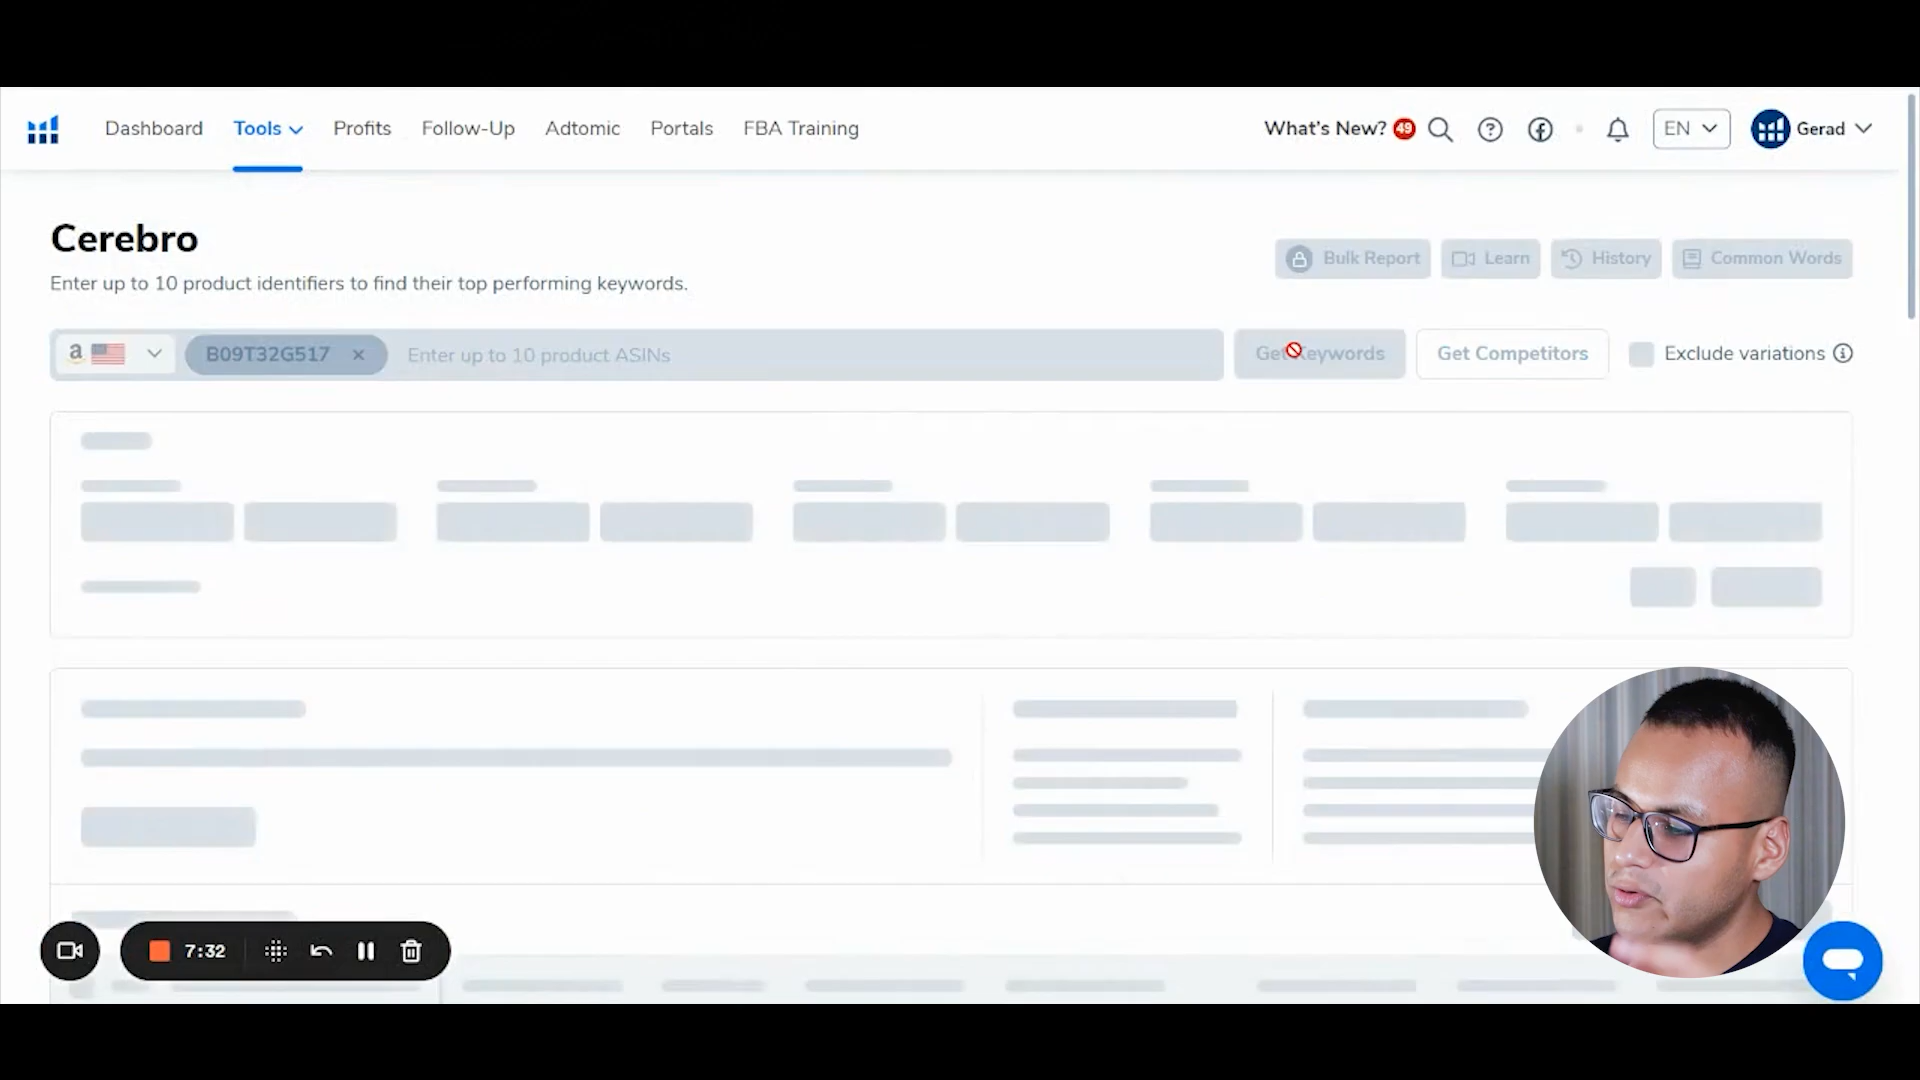 Dashboard Tools Profits Follow-Up Adtomic Portals FBA Training What's New? 49 EN Gerad
Cerebro
Enter up to 10 product identifiers to find their top performing keywords.
Bulk Report Learn History Common Words
a B09T32G517 × Enter up to 10 product ASINs Get Keywords Get Competitors Exclude variations
7:32